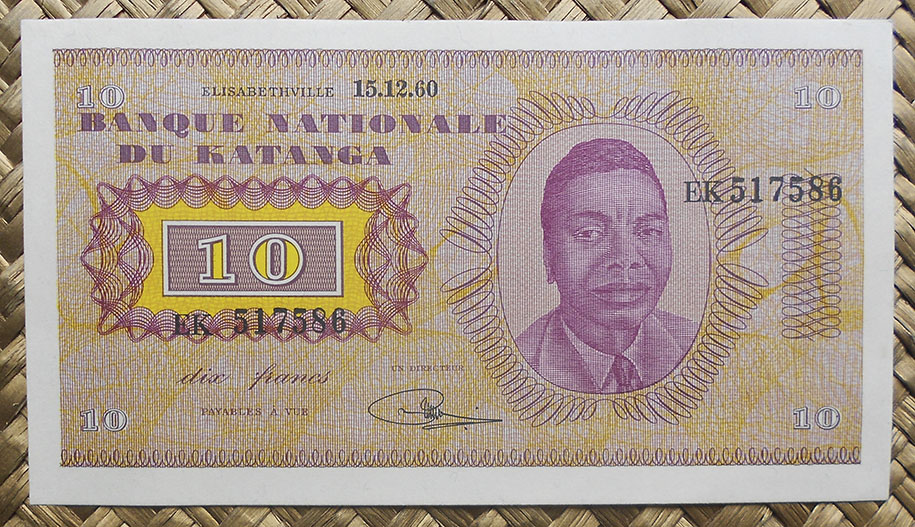 10
ELISABETHVILLE 15.12.60
10
BANQUE NATIONALE
DU KATANGA
EK 517586
10
EK 517586
dix francs
UN DIRECTEUR
PAYABLES A VUE
10
10